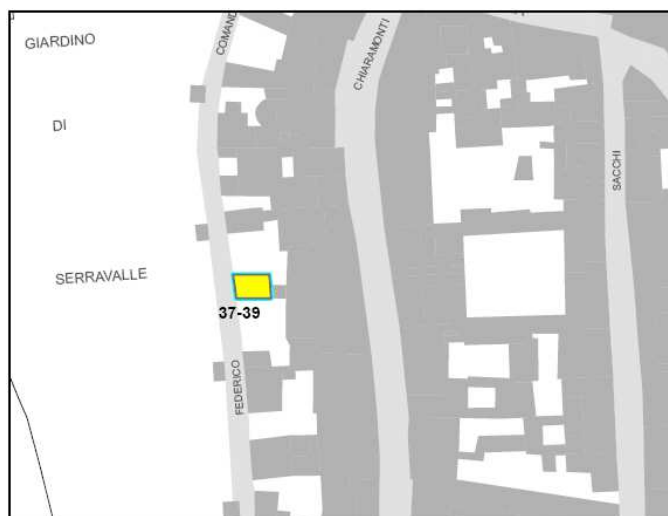 GIARDINO
COMAND
CHIARAMONTI
DI
SACCHI
SERRAVALLE
37-39
FEDERICO